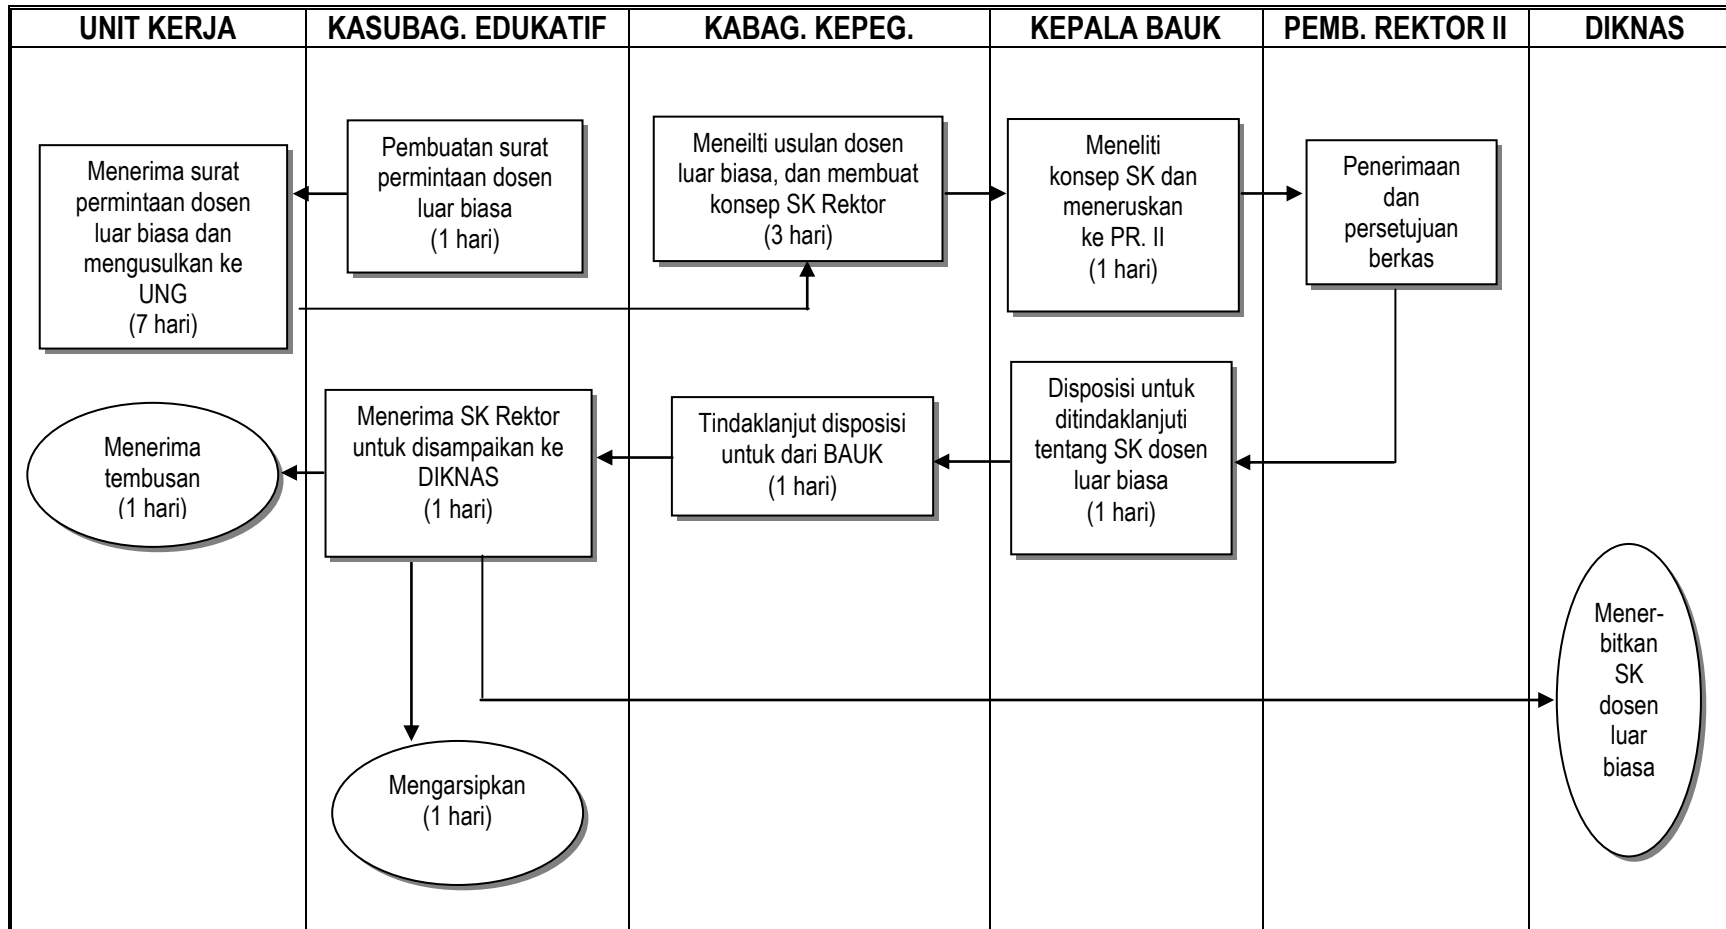 UNIT KERJA
KASUBAG. EDUKATIF
KABAG. KEPEG.
KEPALA BAUK
PEMB. REKTOR II
DIKNAS
Menerima surat
permintaan dosen
luar biasa dan
mengusulkan ke
UNG
(7 hari)
Pembuatan surat
permintaan dosen
luar biasa
(1 hari)
Meneilti usulan dosen
luar biasa, dan membuat
konsep SK Rektor
(3 hari)
Meneliti
konsep SK dan
meneruskan
ke PR. II
(1 hari)
Penerimaan
dan
persetujuan
berkas
Menerima
tembusan
(1 hari)
Menerima SK Rektor
untuk disampaikan ke
DIKNAS
(1 hari)
Tindaklanjut disposisi
untuk dari BAUK
(1 hari)
Disposisi untuk
ditindaklanjuti
tentang SK dosen
luar biasa
(1 hari)
Mener-
bitkan
SK
dosen
luar
biasa
Mengarsipkan
(1 hari)